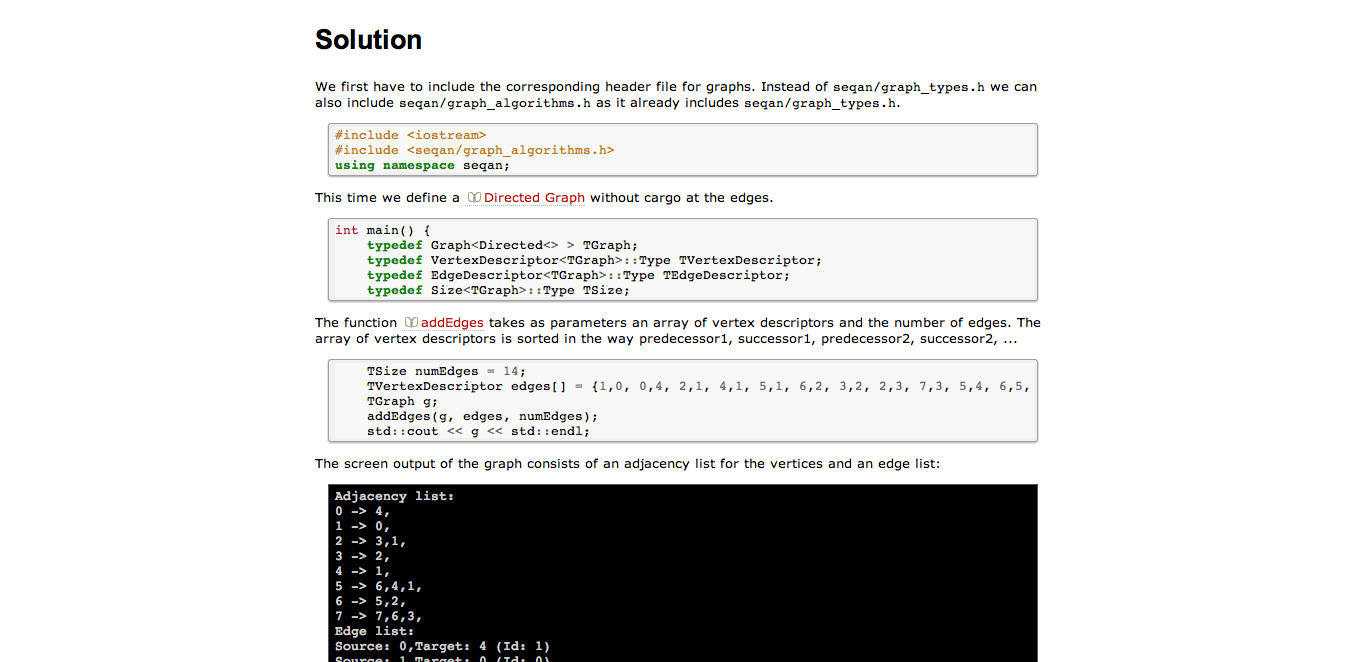 Solution
We first have to include the corresponding header file for graphs. Instead of seqan/graph_types.h we can
also include seqan/graph_algorithms.h as it already includes seqan/graph_types.h.
#include <iostream>
#include <seqan/graph_algorithms.h>
using namespace seqan;
This time we define a Directed Graph without cargo at the edges.
int main() {
    typedef Graph<Directed<> > TGraph;
    typedef VertexDescriptor<TGraph>::Type TVertexDescriptor;
    typedef EdgeDescriptor<TGraph>::Type TEdgeDescriptor;
    typedef Size<TGraph>::Type TSize;
The function addEdges takes as parameters an array of vertex descriptors and the number of edges. The
array of vertex descriptors is sorted in the way predecessor1, successor1, predecessor2, successor2, ...
    TSize numEdges = 14;
    TVertexDescriptor edges[] = {1,0, 0,4, 2,1, 4,1, 5,1, 6,2, 3,2, 2,3, 7,3, 5,4, 6,5,
    TGraph g;
    addEdges(g, edges, numEdges);
    std::cout << g << std::endl;
The screen output of the graph consists of an adjacency list for the vertices and an edge list:
Adjacency list:
0 -> 4,
1 -> 0,
2 -> 3,1,
3 -> 2,
4 -> 1,
5 -> 6,4,1,
6 -> 5,2,
7 -> 7,6,3,
Edge list:
Source: 0,Target: 4 (Id: 1)
Source: 1,Target: 0 (Id: 0)